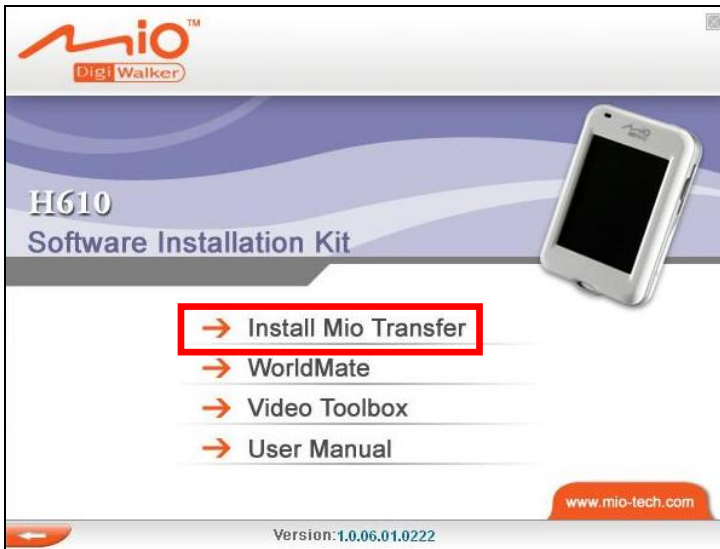 Mio™
DigiWalker
H610
Software Installation Kit
Install Mio Transfer
WorldMate
Video Toolbox
User Manual
www.mio-tech.com
Version:1.0.06.01.0222